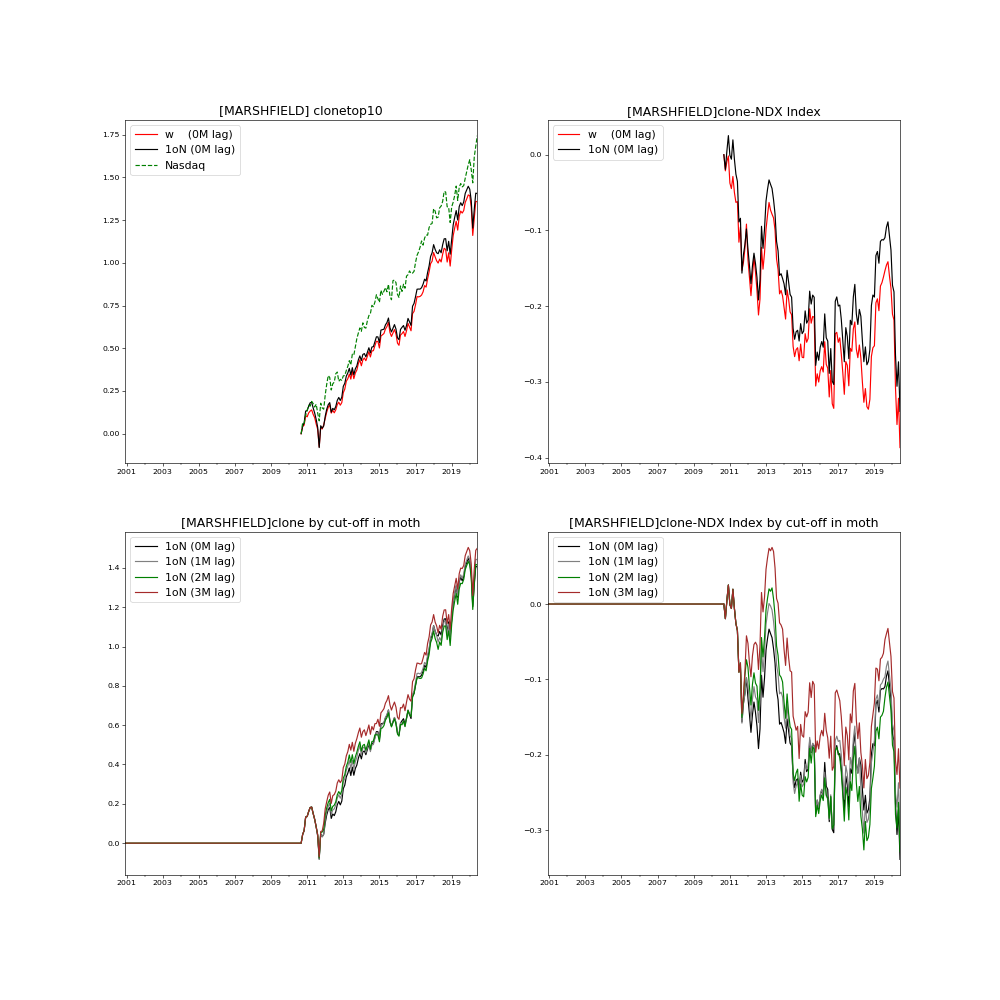 [MARSHFIELD] clonetop10
w    (0M lag)
1oN (0M lag)
Nasdaq
1.75
1.50
1.25
1.00
0.75
0.50
0.25
0.00
2001 2003 2005 2007 2009 2011 2013 2015 2017 2019
[MARSHFIELD]clone-NDX Index
w    (0M lag)
1oN (0M lag)
0.0
−0.1
−0.2
−0.3
−0.4
2001 2003 2005 2007 2009 2011 2013 2015 2017 2019
[MARSHFIELD]clone by cut-off in moth
1oN (0M lag)
1oN (1M lag)
1oN (2M lag)
1oN (3M lag)
1.4
1.2
1.0
0.8
0.6
0.4
0.2
0.0
2001 2003 2005 2007 2009 2011 2013 2015 2017 2019
[MARSHFIELD]clone-NDX Index by cut-off in moth
1oN (0M lag)
1oN (1M lag)
1oN (2M lag)
1oN (3M lag)
0.0
−0.1
−0.2
−0.3
2001 2003 2005 2007 2009 2011 2013 2015 2017 2019